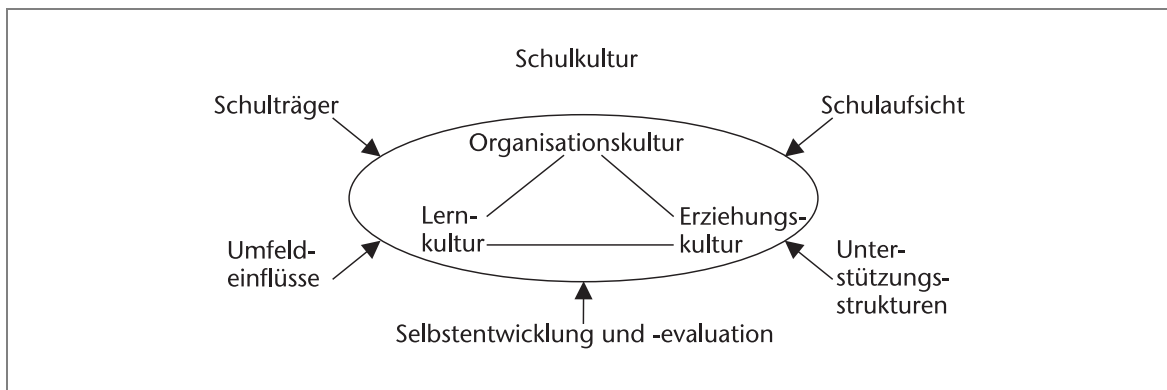 Schulkultur
Schulträger
Schulaufsicht
Organisationskultur
Lern-
kultur
Erziehungs-
kultur
Umfeld-
einflüsse
Unter-
stützungs-
strukturen
Selbstentwicklung und -evaluation